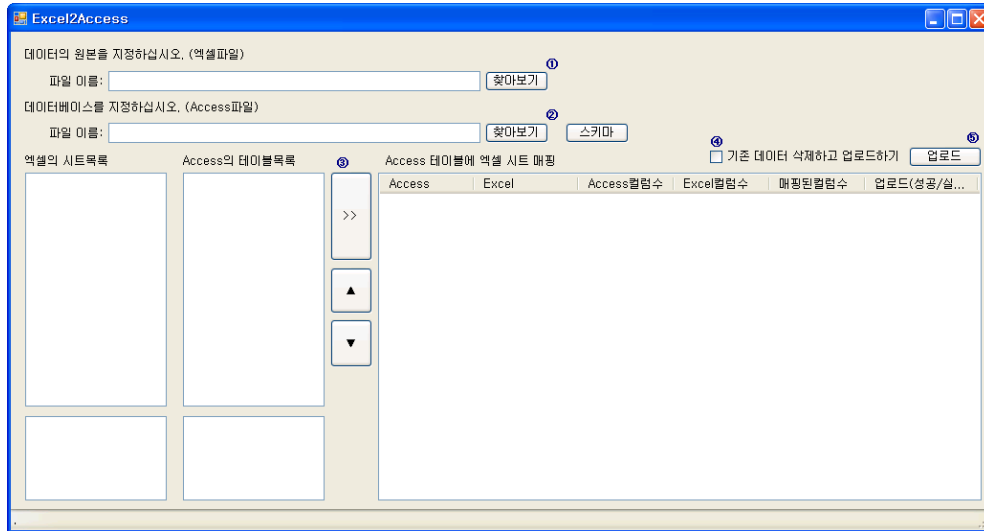 Excel2Access
데이터의 원본을 지정하십시오. (엑셀파일)
①
파일 이름: 찾아보기
데이터베이스를 지정하십시오. (Access파일)
②
파일 이름: 찾아보기 스키마
④ ⑤
기존 데이터 삭제하고 업로드하기 업로드
엑셀의 시트목록 Access의 테이블목록 ③ Access 테이블에 엑셀 시트 매핑
Access Excel Access컬럼수 Excel컬럼수 매핑된컬럼수 업로드(성공/실...
>>
▲
▼